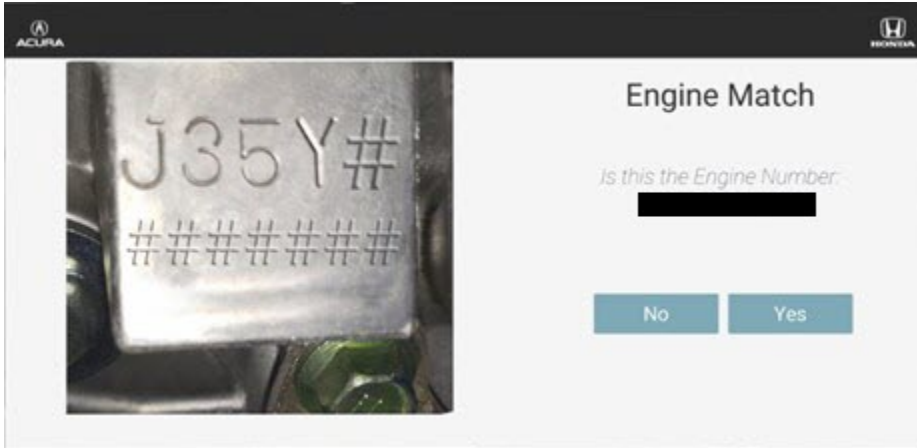 ACURA
HONDA
J35Y#
#######
Engine Match
Is this the Engine Number:
No
Yes